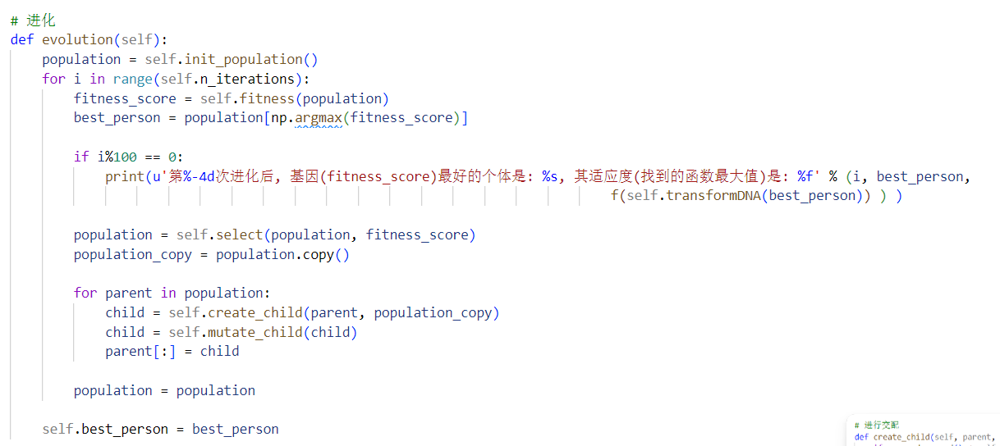 # 进化
def evolution(self):
    population = self.init_population()
    for i in range(self.n_iterations):
        fitness_score = self.fitness(population)
        best_person = population[np.argmax(fitness_score)]
        if i%100 == 0:
            print(u'第%-4d次进化后, 基因(fitness_score)最好的个体是: %s, 其适应度(找到的函数最大值)是: %f' % (i, best_person,
                                                                            f(self.transformDNA(best_person)) ) )
        population = self.select(population, fitness_score)
        population_copy = population.copy()
        for parent in population:
            child = self.create_child(parent, population_copy)
            child = self.mutate_child(child)
            parent[:] = child
        population = population
    self.best_person = best_person
# 进行交配
def create_child(self, parent,